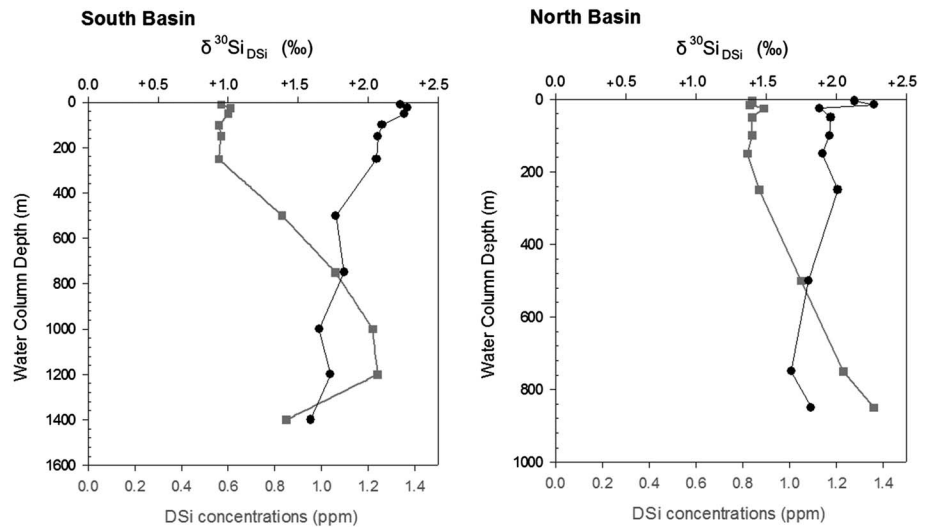 South Basin
δ³⁰Si DSi (‰)
0.0 +0.5 +1.0 +1.5 +2.0 +2.5
0
200
400
600
800
1000
1200
1400
1600
Water Column Depth (m)
0.0 0.2 0.4 0.6 0.8 1.0 1.2 1.4
DSi concentrations (ppm)
North Basin
δ³⁰Si DSi (‰)
0.0 +0.5 +1.0 +1.5 +2.0 +2.5
0
200
400
600
800
1000
Water Column Depth (m)
0.0 0.2 0.4 0.6 0.8 1.0 1.2 1.4
DSi concentrations (ppm)